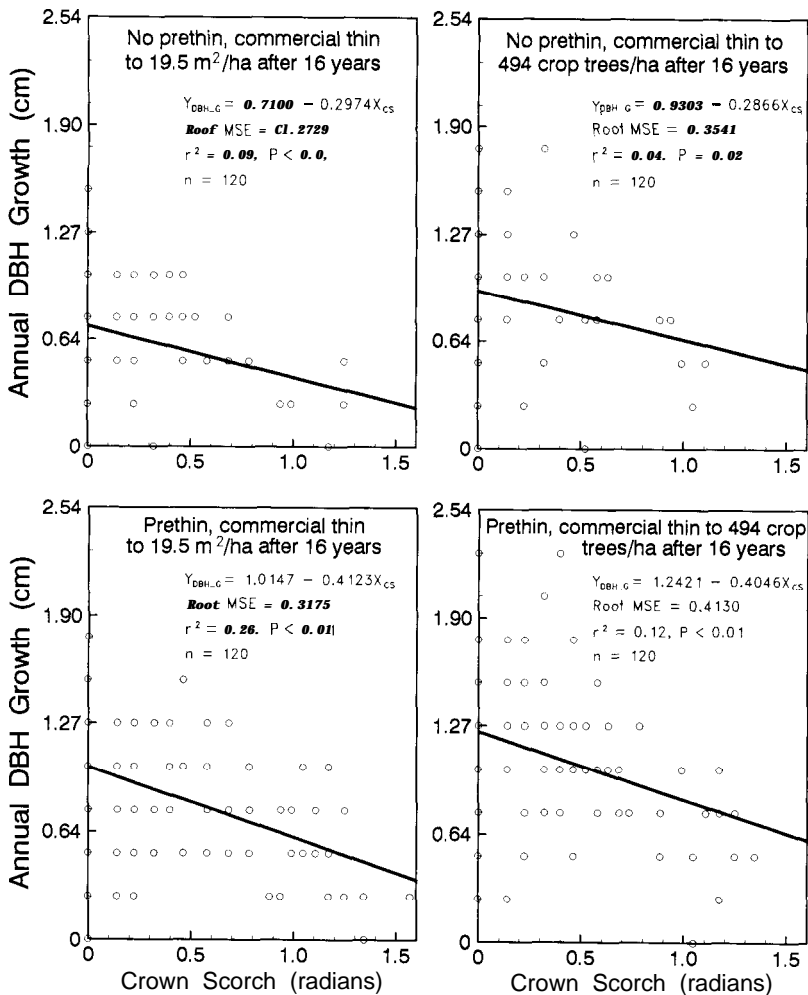 No prethin, commercial thin
to 19.5 m²/ha after 16 years
Y_DBH_G = 0.7100 – 0.2974X_CS
Roof MSE = Cl.2729
r² = 0.09, P < 0.0,
n = 120
2.54
1.90
1.27
0.64
0
Annual DBH Growth (cm)
0 0.5 1.0 1.5
No prethin, commercial thin to
494 crop trees/ha after 16 years
Y_DBH_G = 0.9303 – 0.2866X_CS
Root MSE = 0.3541
r² = 0.04. P = 0.02
n = 120
2.54
1.90
1.27
0.64
0
0 0.5 1.0 1.5
Prethin, commercial thin
to 19.5 m²/ha after 16 years
Y_DBH_G = 1.0147 – 0.4123X_CS
Root MSE = 0.3175
r² = 0.26. P < 0.01
n = 120
2.54
1.90
1.27
0.64
0
Annual DBH Growth (cm)
0 0.5 1.0 1.5
Crown Scorch (radians)
Prethin, commercial thin to 494 crop
trees/ha after 16 years
Y_DBH_G = 1.2421 – 0.4046X_CS
Root MSE = 0.4130
r² = 0.12, P < 0.01
n = 120
2.54
1.90
1.27
0.64
0
0 0.5 1.0 1.5
Crown Scorch (radians)